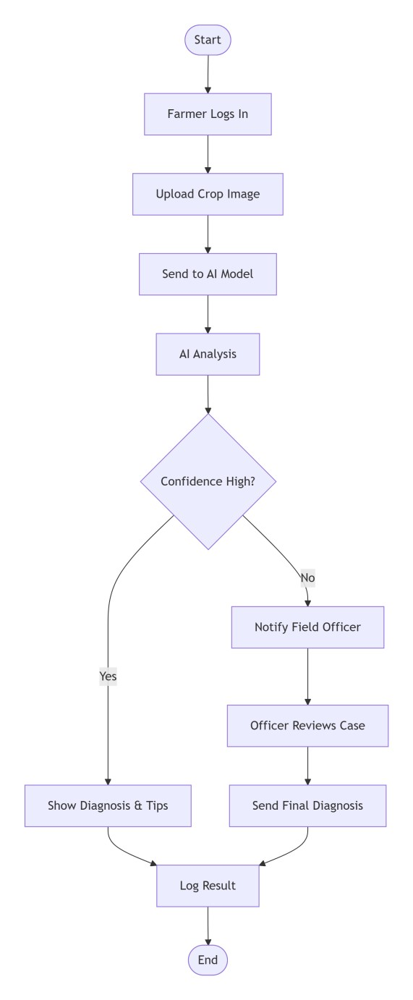 Start
Farmer Logs In
Upload Crop Image
Send to AI Model
AI Analysis
Confidence High?
No
Notify Field Officer
Yes
Officer Reviews Case
Show Diagnosis & Tips
Send Final Diagnosis
Log Result
End